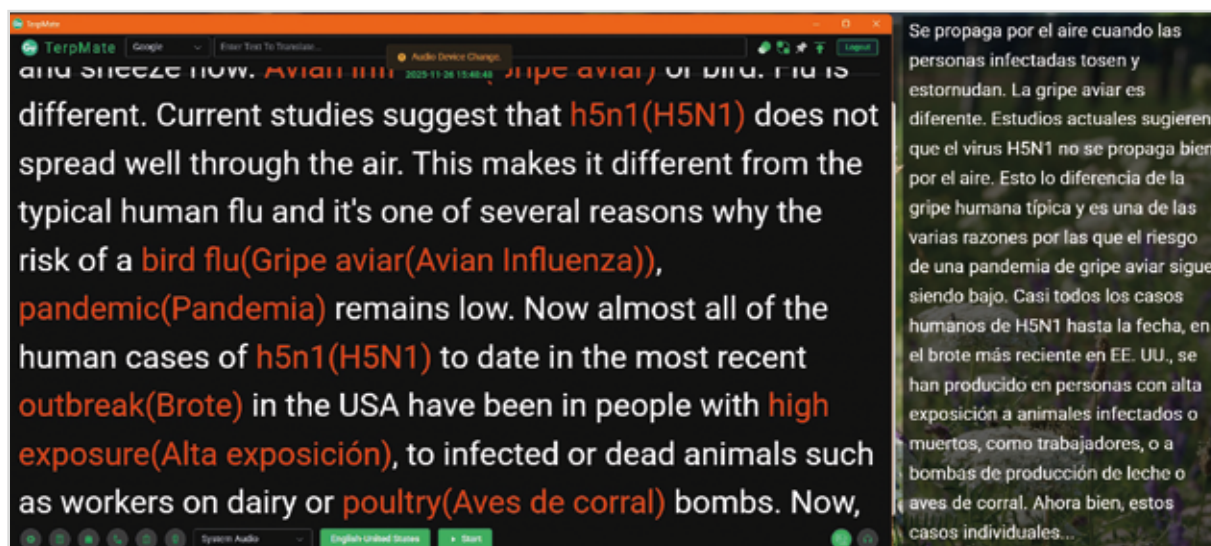 TerpMate
TerpMate Google Enter Text To Translate... Logout
Audio Device Change.
2025-11-26 15:48:48
and sneeze now. Avian Infl (Gripe aviar) or bird. Flu is
different. Current studies suggest that h5n1(H5N1) does not
spread well through the air. This makes it different from the
typical human flu and it's one of several reasons why the
risk of a bird flu(Gripe aviar(Avian Influenza)),
pandemic(Pandemia) remains low. Now almost all of the
human cases of h5n1(H5N1) to date in the most recent
outbreak(Brote) in the USA have been in people with high
exposure(Alta exposición), to infected or dead animals such
as workers on dairy or poultry(Aves de corral) bombs. Now,
System Audio English-United States Start
Se propaga por el aire cuando las
personas infectadas tosen y
estornudan. La gripe aviar es
diferente. Estudios actuales sugieren
que el virus H5N1 no se propaga bien
por el aire. Esto lo diferencia de la
gripe humana típica y es una de las
varias razones por las que el riesgo
de una pandemia de gripe aviar sigue
siendo bajo. Casi todos los casos
humanos de H5N1 hasta la fecha, en
el brote más reciente en EE. UU., se
han producido en personas con alta
exposición a animales infectados o
muertos, como trabajadores, o a
bombas de producción de leche o
aves de corral. Ahora bien, estos
casos individuales...